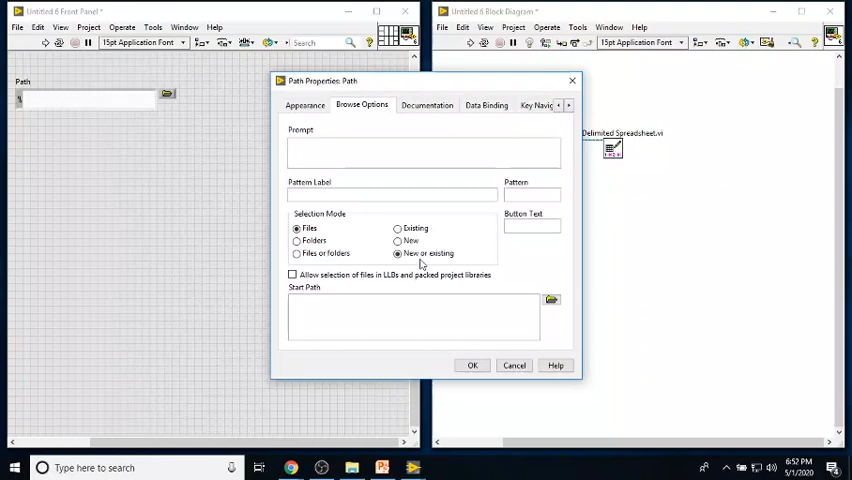 Untitled 6 Front Panel *
File Edit View Project Operate Tools Window
15pt Application Font
Search
Path
Untitled 6 Block Diagram *
File Edit View Project Operate Tools Window Help
15pt Application Font
Delimited Spreadsheet.vi
Path Properties: Path
Appearance Browse Options Documentation Data Binding Key Navig
Prompt
Pattern Label Pattern
Selection Mode Button Text
Files Existing
Folders New
Files or folders New or existing
Allow selection of files in LLBs and packed project libraries
Start Path
OK Cancel Help
Type here to search
6:52 PM
5/1/2020
4